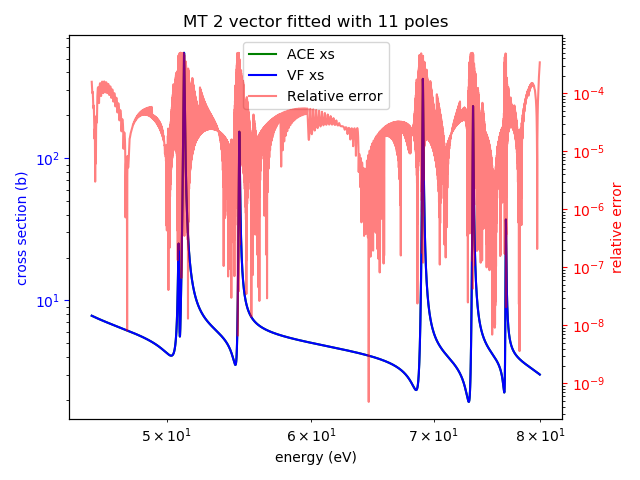 MT 2 vector fitted with 11 poles
ACE xs
VF xs
Relative error
cross section (b)
10²
10¹
relative error
10⁻⁴
10⁻⁵
10⁻⁶
10⁻⁷
10⁻⁸
10⁻⁹
5 × 10¹ 6 × 10¹ 7 × 10¹ 8 × 10¹
energy (eV)